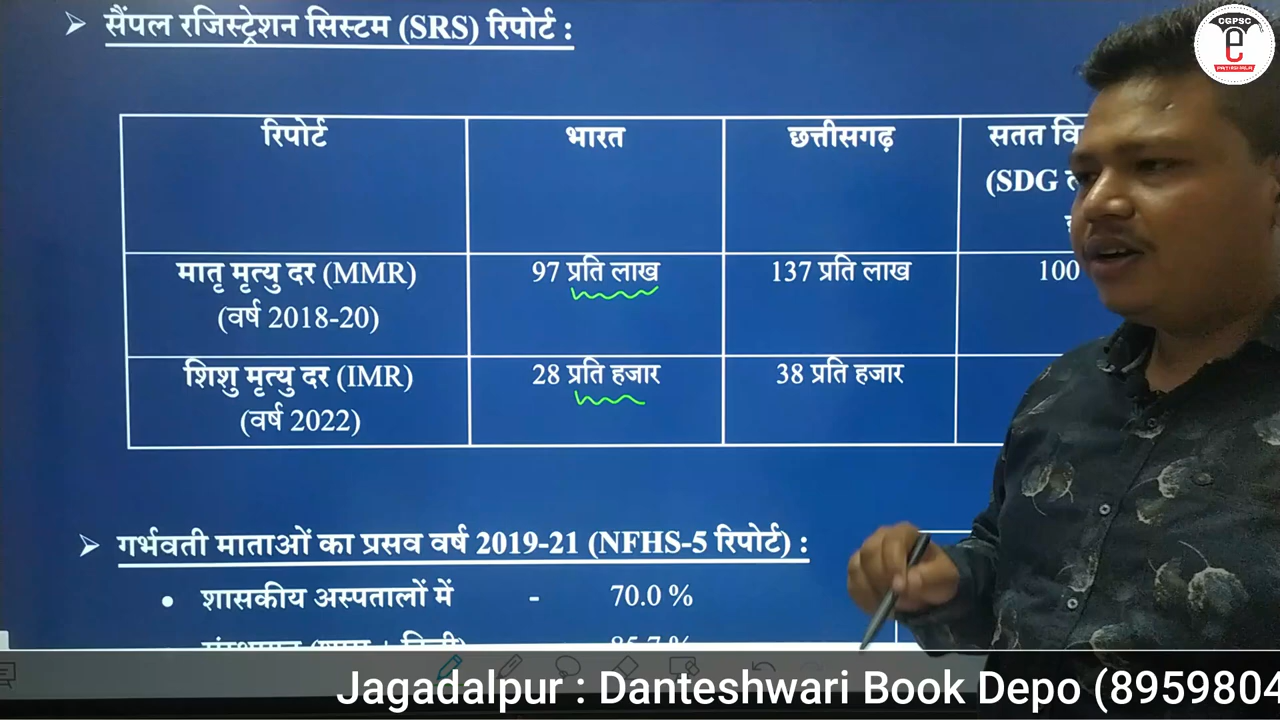 ➤ सैंपल रजिस्ट्रेशन सिस्टम (SRS) रिपोर्ट :
रिपोर्ट
भारत
छत्तीसगढ़
सतत
(SDG
मातृ मृत्यु दर (MMR)
(वर्ष 2018-20)
97 प्रति लाख
137 प्रति लाख
100
शिशु मृत्यु दर (IMR)
(वर्ष 2022)
28 प्रति हजार
38 प्रति हजार
➤ गर्भवती माताओं का प्रसव वर्ष 2019-21 (NFHS-5 रिपोर्ट) :
• शासकीय अस्पतालों में - 70.0 %
Jagadalpur : Danteshwari Book Depo (8959804
CGPSC
e
PATHSHALA